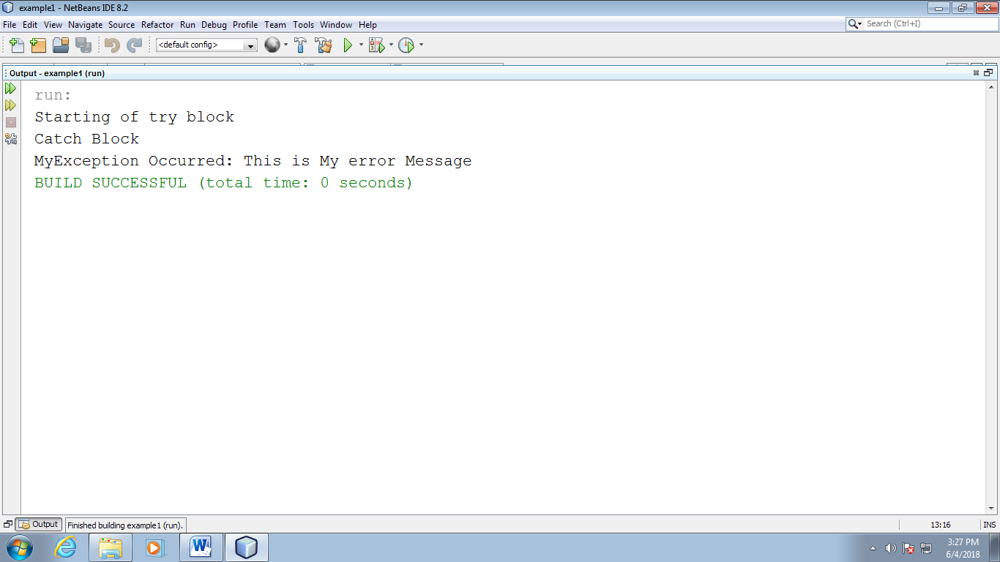 example1 - NetBeans IDE 8.2
File Edit View Navigate Source Refactor Run Debug Profile Team Tools Window Help
Search (Ctrl+I)
<default config>
Output - example1 (run)
run:
Starting of try block
Catch Block
MyException Occurred: This is My error Message
BUILD SUCCESSFUL (total time: 0 seconds)
Output
Finished building example1 (run).
13:16
INS
3:27 PM
6/4/2018